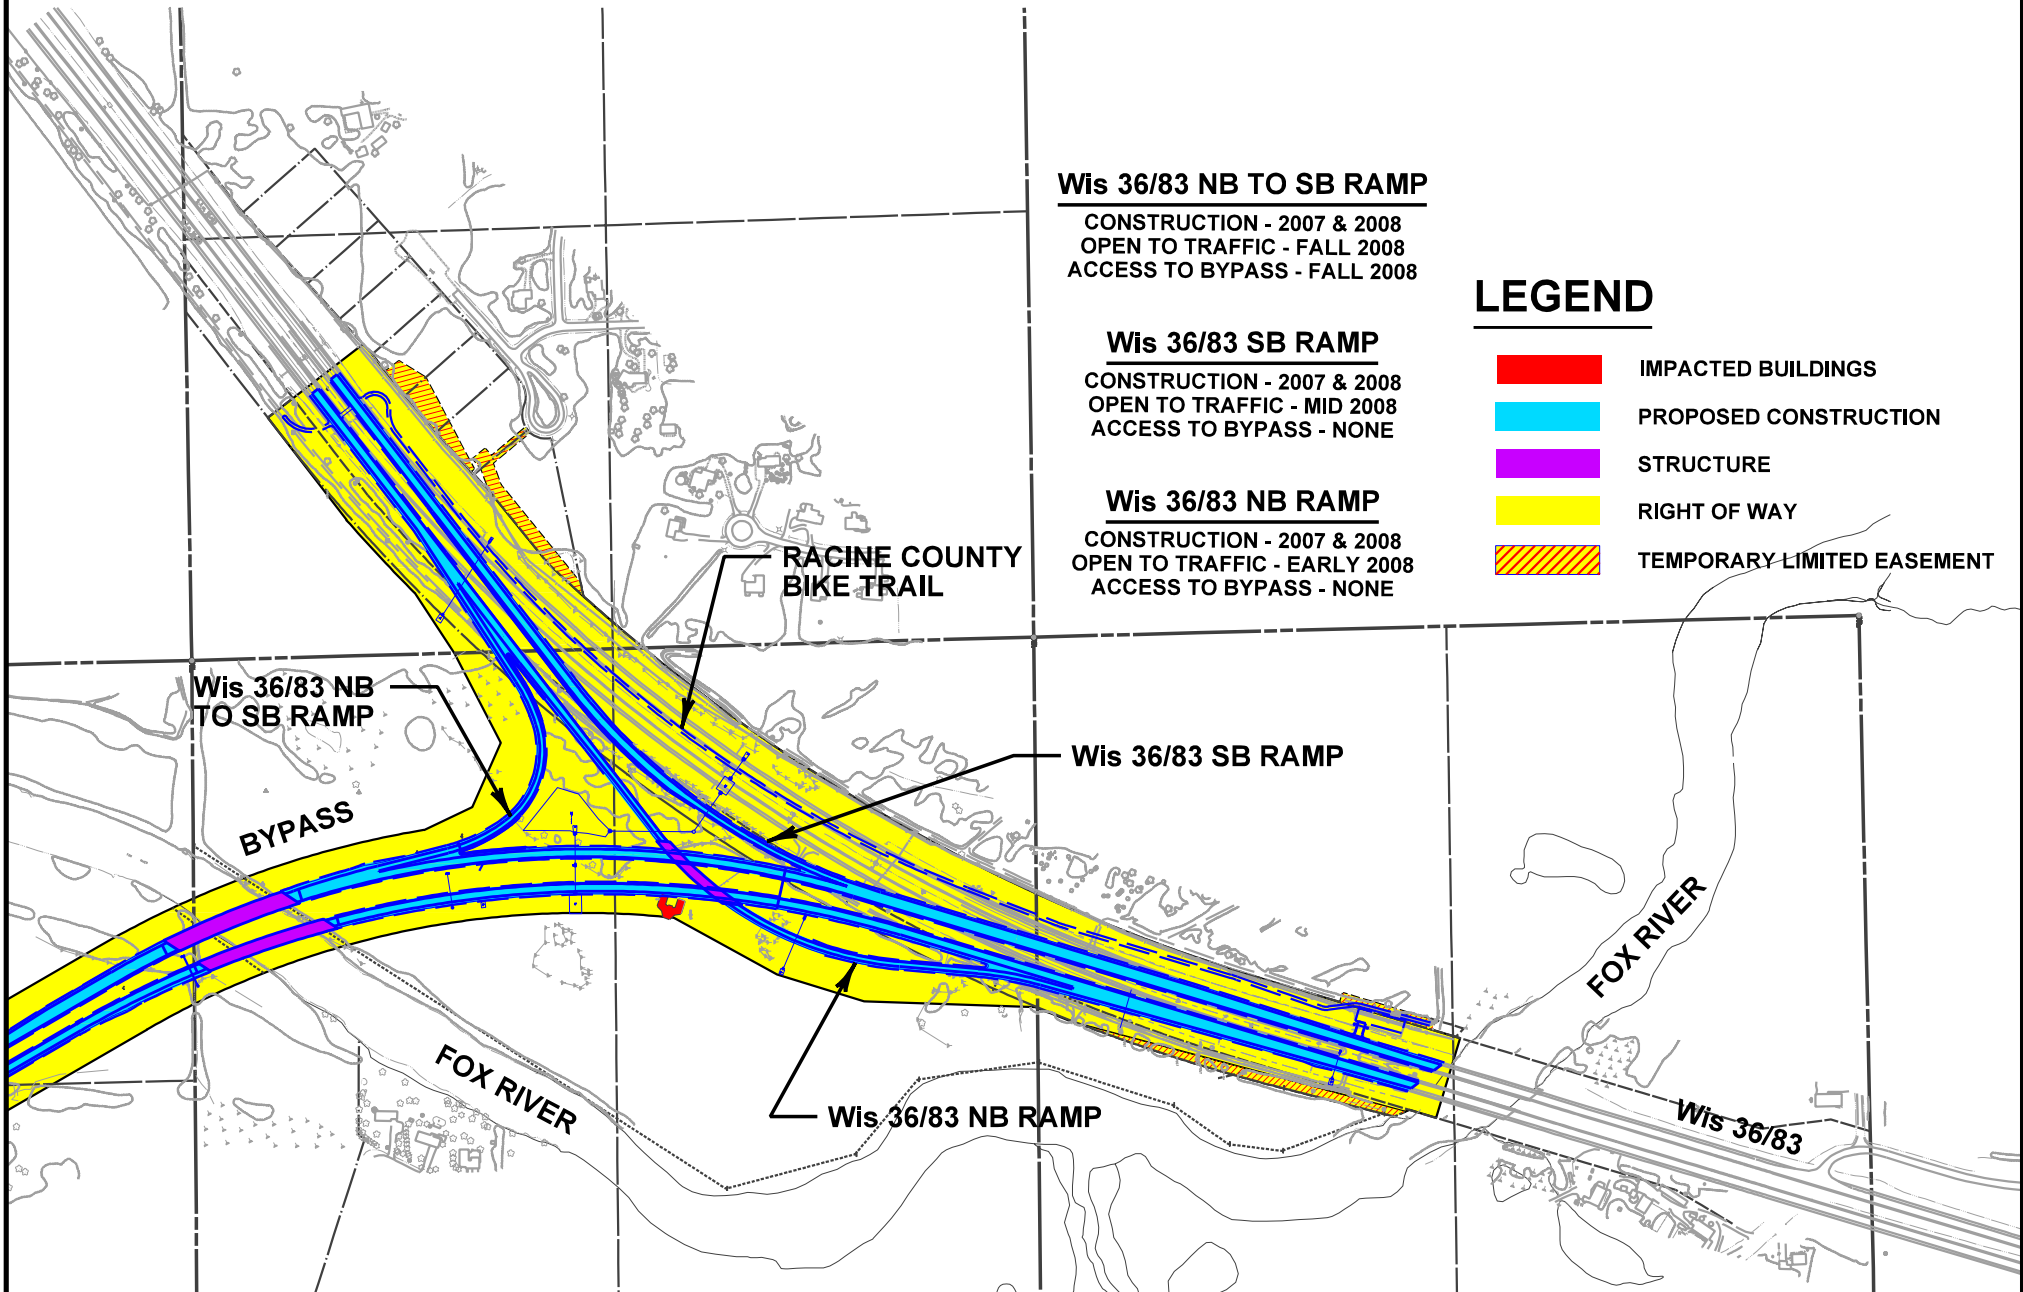 Wis 36/83 NB TO SB RAMP
CONSTRUCTION - 2007 & 2008
OPEN TO TRAFFIC - FALL 2008
ACCESS TO BYPASS - FALL 2008
Wis 36/83 SB RAMP
CONSTRUCTION - 2007 & 2008
OPEN TO TRAFFIC - MID 2008
ACCESS TO BYPASS - NONE
Wis 36/83 NB RAMP
CONSTRUCTION - 2007 & 2008
OPEN TO TRAFFIC - EARLY 2008
ACCESS TO BYPASS - NONE
LEGEND
IMPACTED BUILDINGS
PROPOSED CONSTRUCTION
STRUCTURE
RIGHT OF WAY
TEMPORARY LIMITED EASEMENT
RACINE COUNTY
BIKE TRAIL
Wis 36/83 NB
TO SB RAMP
Wis 36/83 SB RAMP
BYPASS
FOX RIVER
FOX RIVER
Wis 36/83 NB RAMP
Wis 36/83